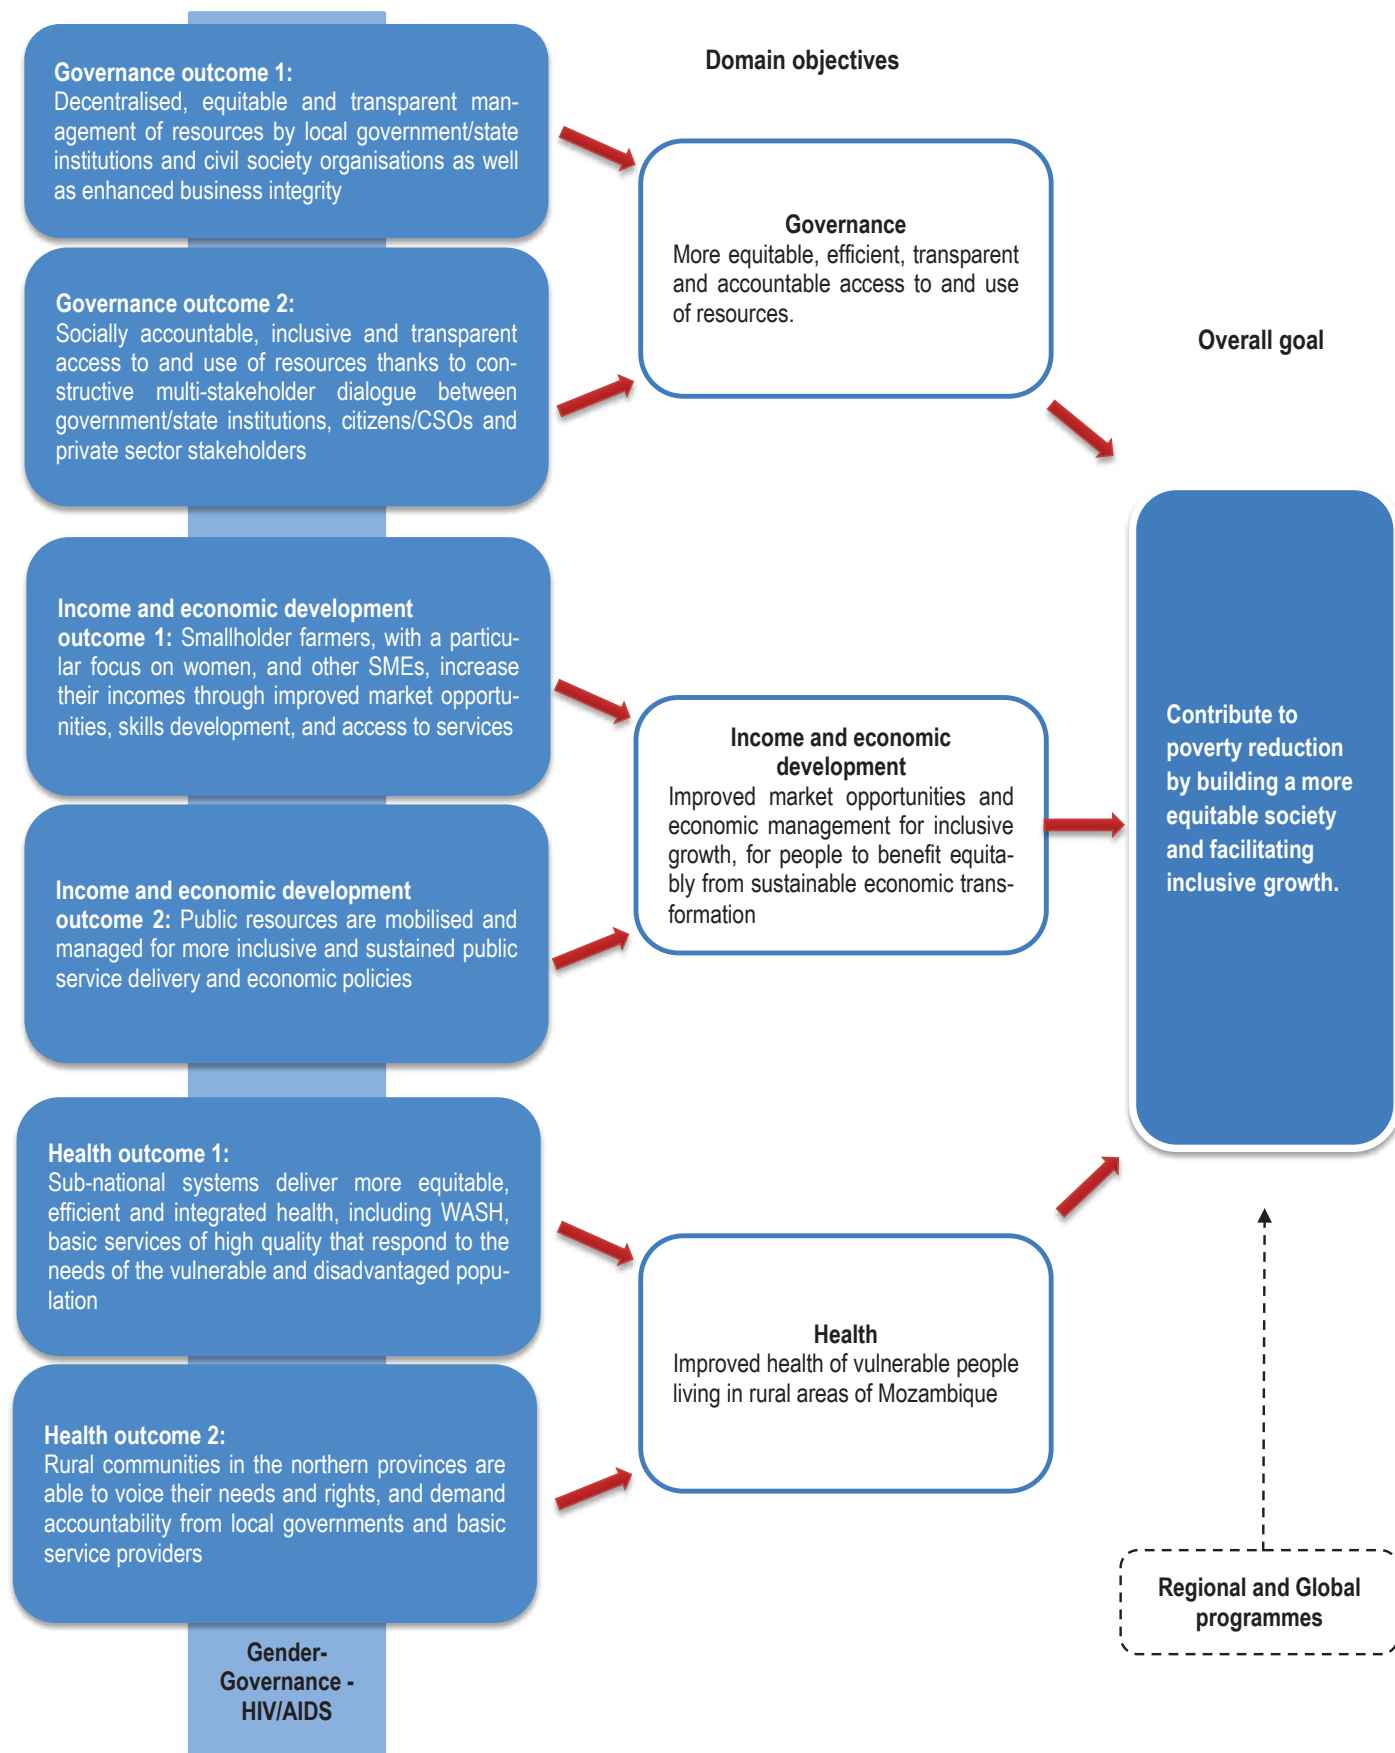 Governance outcome 1:
Decentralised, equitable and transparent man-
agement of resources by local government/state
institutions and civil society organisations as well
as enhanced business integrity
Governance outcome 2:
Socially accountable, inclusive and transparent
access to and use of resources thanks to con-
structive multi-stakeholder dialogue between
government/state institutions, citizens/CSOs and
private sector stakeholders
Income and economic development
outcome 1: Smallholder farmers, with a particu-
lar focus on women, and other SMEs, increase
their incomes through improved market opportu-
nities, skills development, and access to services
Income and economic development
outcome 2: Public resources are mobilised and
managed for more inclusive and sustained public
service delivery and economic policies
Health outcome 1:
Sub-national systems deliver more equitable,
efficient and integrated health, including WASH,
basic services of high quality that respond to the
needs of the vulnerable and disadvantaged popu-
lation
Health outcome 2:
Rural communities in the northern provinces are
able to voice their needs and rights, and demand
accountability from local governments and basic
service providers
Gender-
Governance -
HIV/AIDS
Domain objectives
Governance
More equitable, efficient, transparent
and accountable access to and use
of resources.
Income and economic
development
Improved market opportunities and
economic management for inclusive
growth, for people to benefit equita-
bly from sustainable economic trans-
formation
Health
Improved health of vulnerable people
living in rural areas of Mozambique
Overall goal
Contribute to
poverty reduction
by building a more
equitable society
and facilitating
inclusive growth.
Regional and Global
programmes